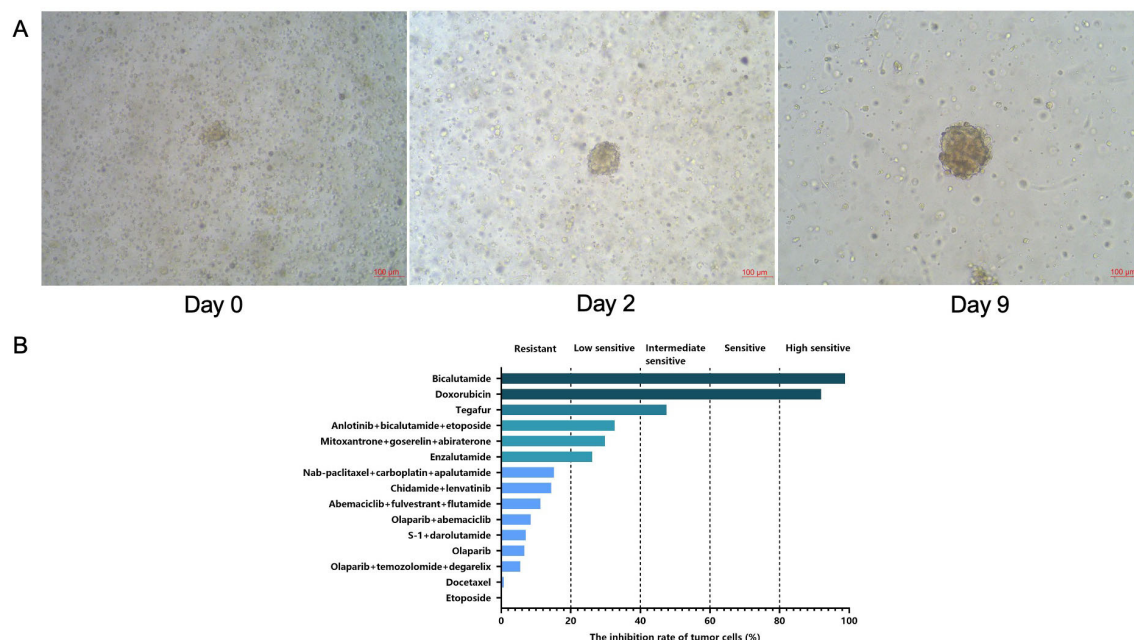 A
100 μm
100 μm
100 μm
Day 0
Day 2
Day 9
B
Resistant
Low sensitive
Intermediate
sensitive
Sensitive
High sensitive
Bicalutamide
Doxorubicin
Tegafur
Anlotinib+bicalutamide+etoposide
Mitoxantrone+goserelin+abiraterone
Enzalutamide
Nab-paclitaxel+carboplatin+apalutamide
Chidamide+lenvatinib
Abemaciclib+fulvestrant+flutamide
Olaparib+abemaciclib
S-1+darolutamide
Olaparib
Olaparib+temozolomide+degarelix
Docetaxel
Etoposide
0 20 40 60 80 100
The inhibition rate of tumor cells (%)